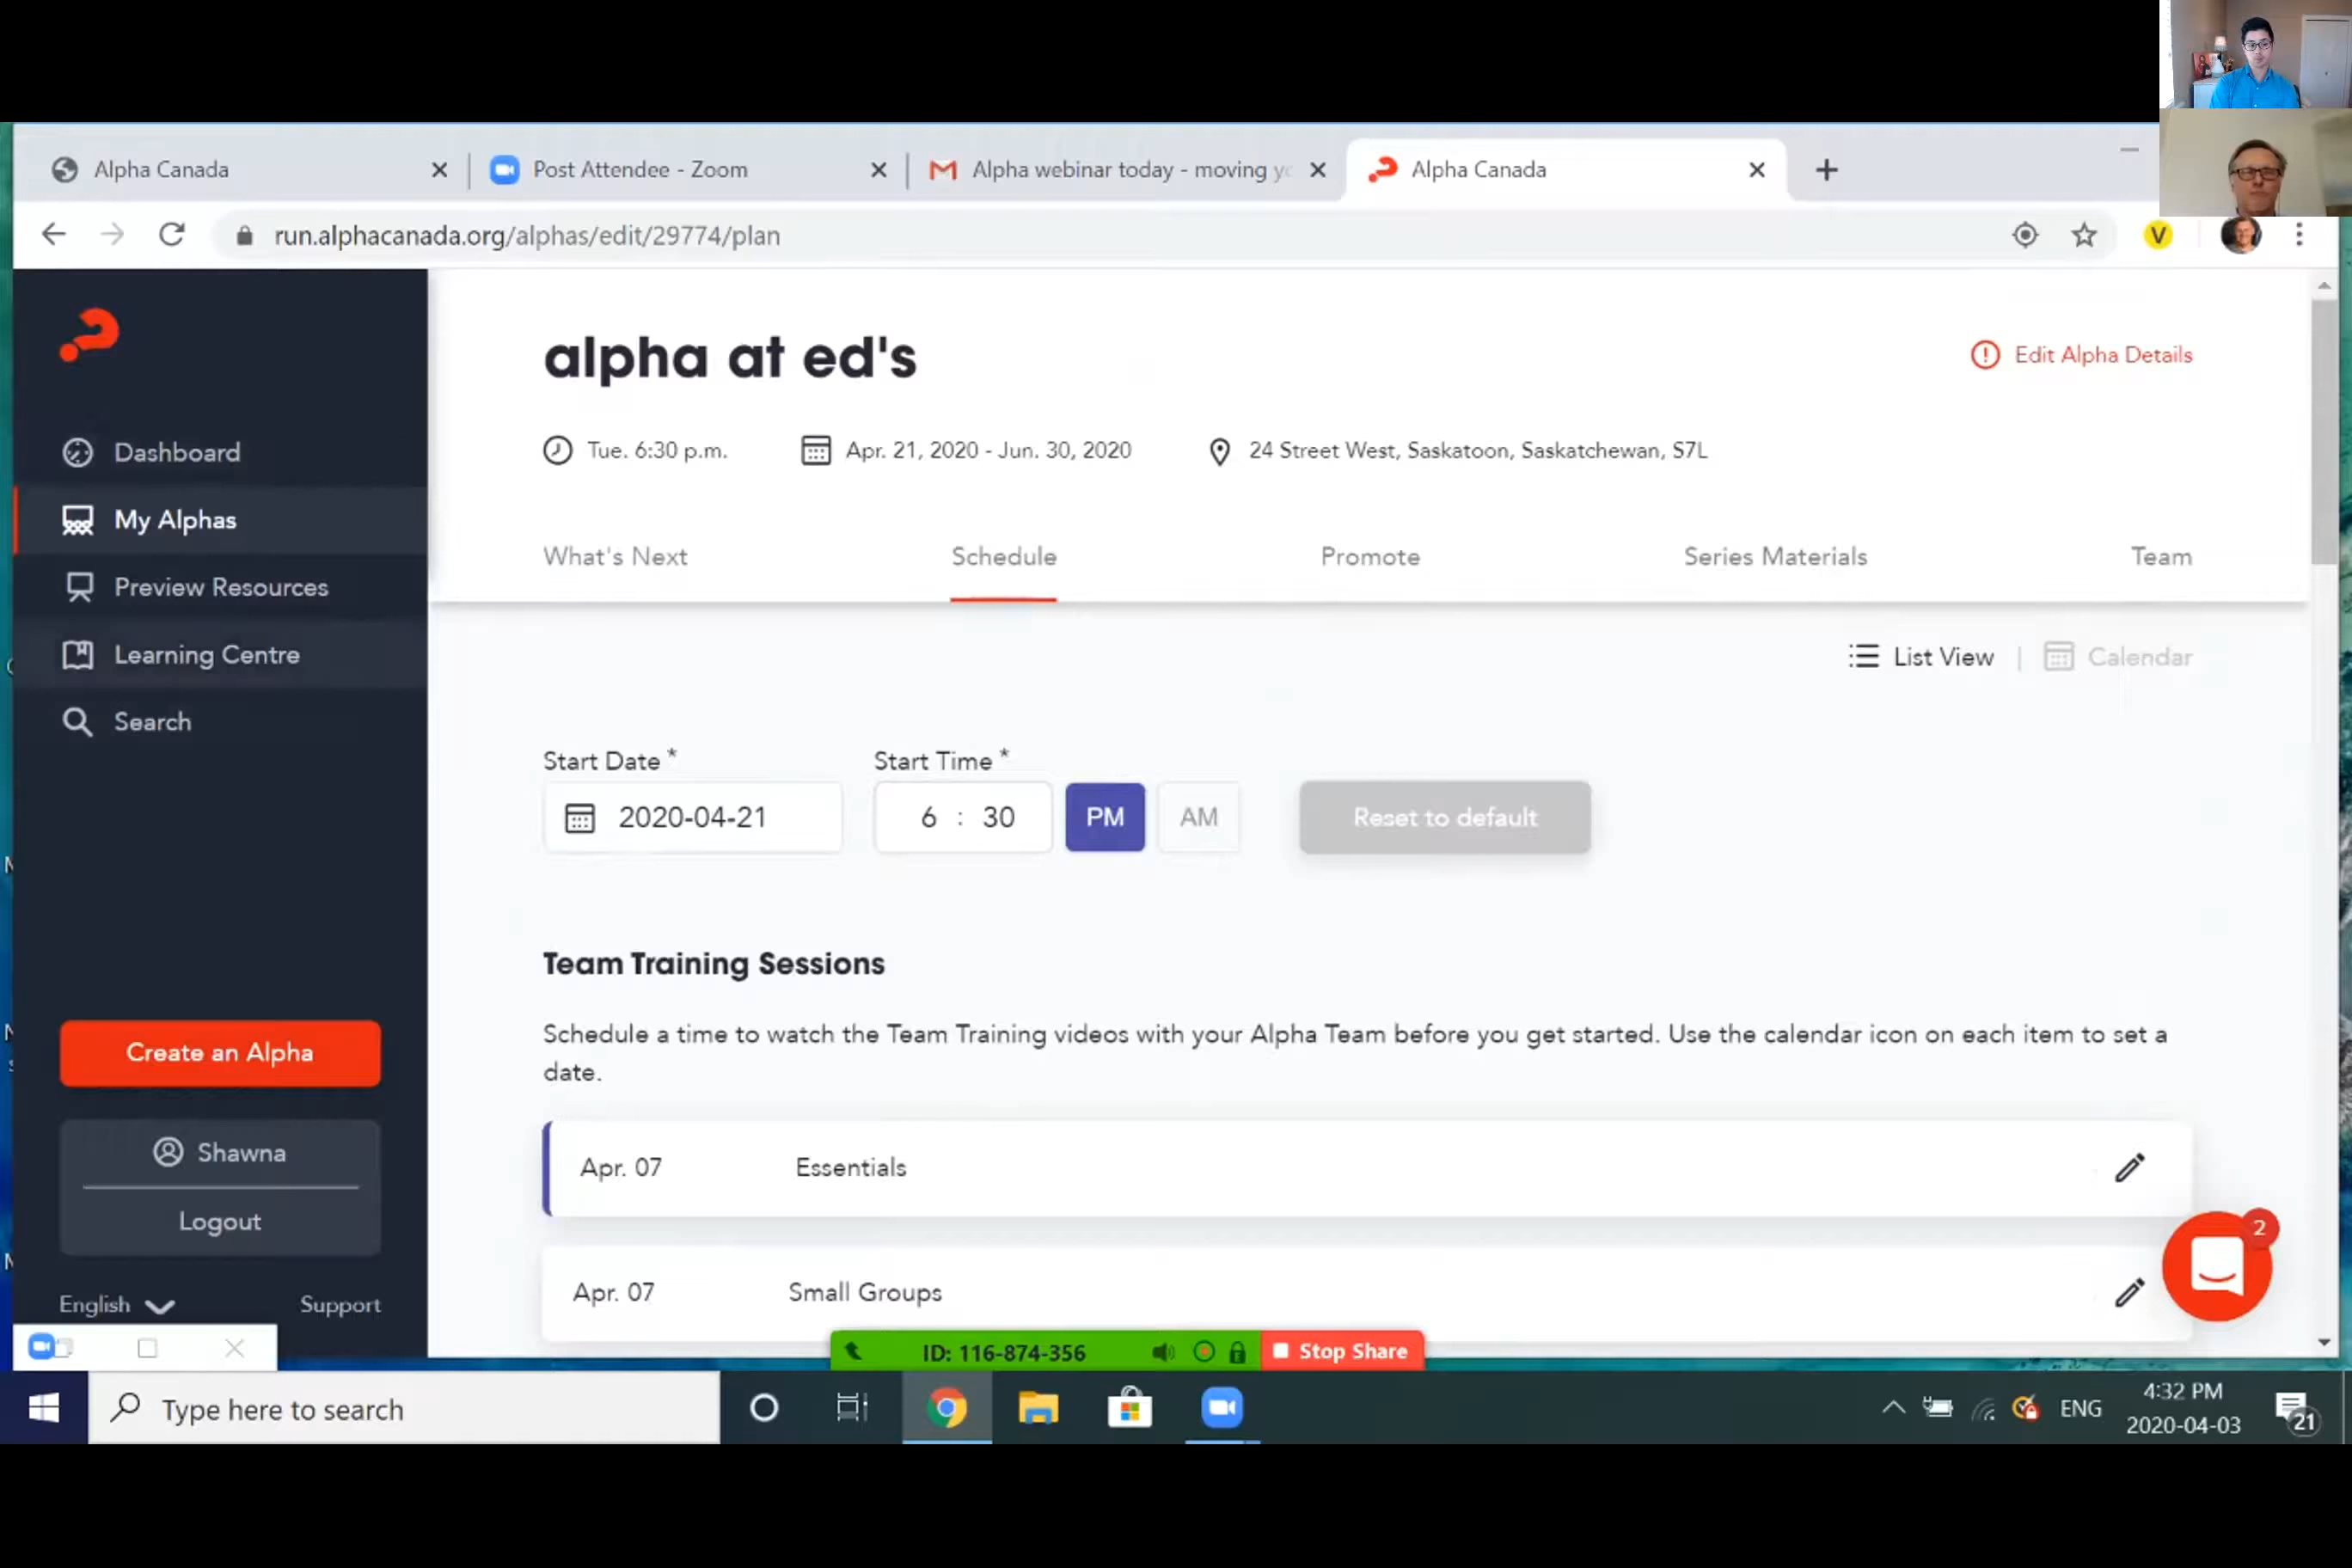 Alpha Canada
Post Attendee - Zoom
Alpha webinar today - moving yo
Alpha Canada
run.alphacanada.org/alphas/edit/29774/plan
V
alpha at ed's
Edit Alpha Details
Tue. 6:30 p.m.
Apr. 21, 2020 - Jun. 30, 2020
24 Street West, Saskatoon, Saskatchewan, S7L
Dashboard
My Alphas
Preview Resources
Learning Centre
Search
What's Next
Schedule
Promote
Series Materials
Team
List View
Calendar
Start Date *
Start Time *
2020-04-21
6 : 30
PM
AM
Reset to default
Team Training Sessions
Schedule a time to watch the Team Training videos with your Alpha Team before you get started. Use the calendar icon on each item to set a
date.
Apr. 07 Essentials
Apr. 07 Small Groups
2
Create an Alpha
Shawna
Logout
English
Support
ID: 116-874-356
Stop Share
Type here to search
ENG
4:32 PM
2020-04-03
21